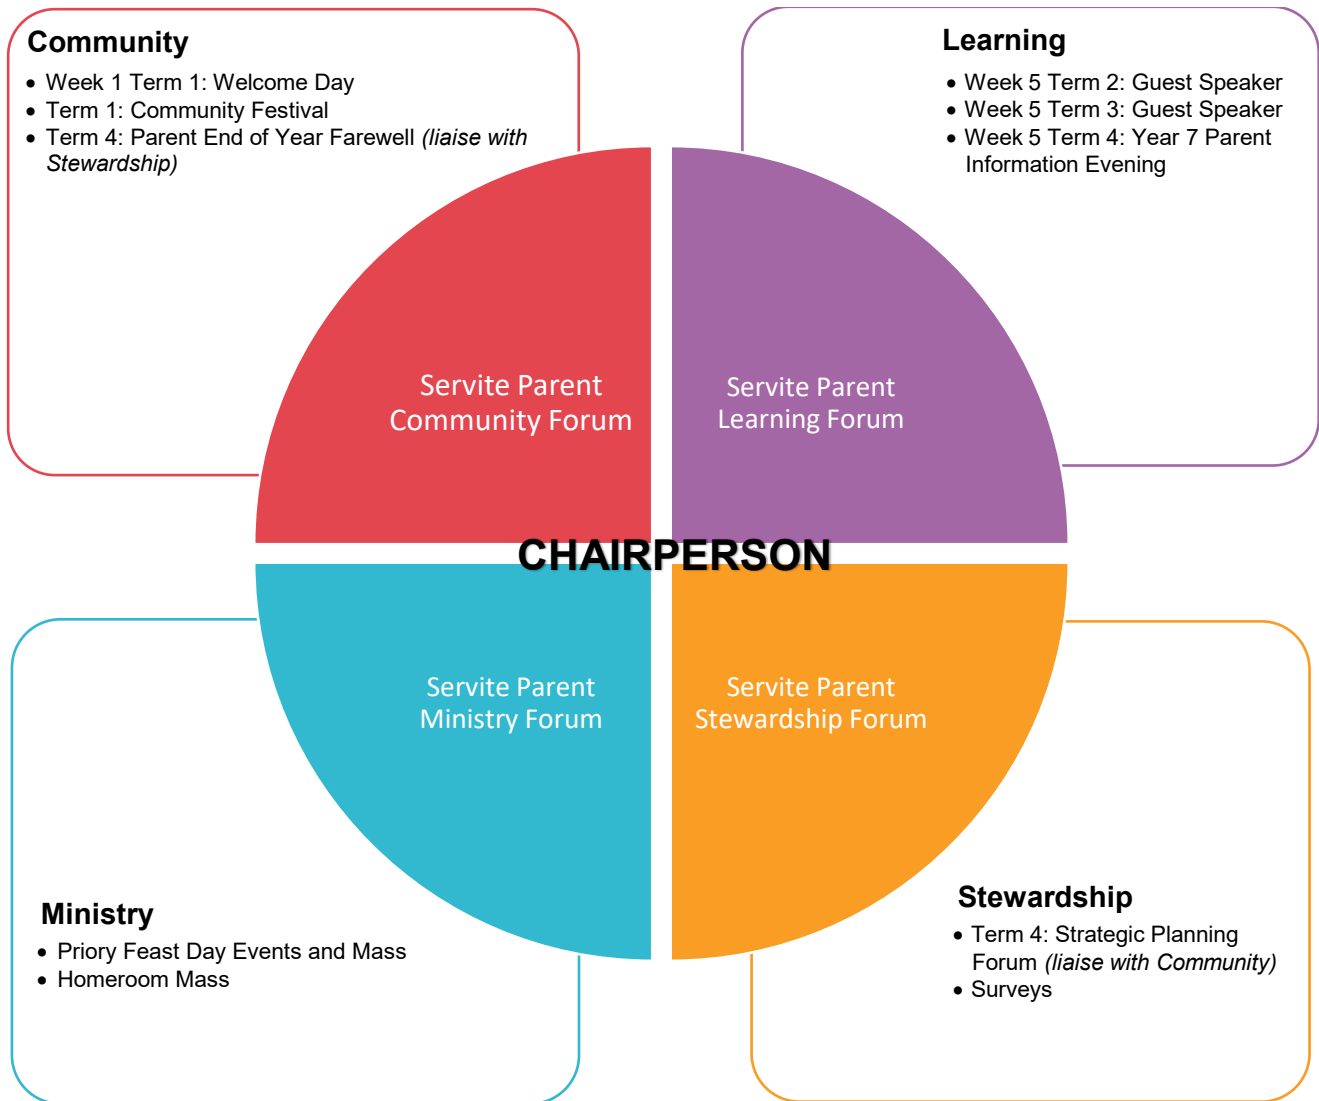 Community
• Week 1 Term 1: Welcome Day
• Term 1: Community Festival
• Term 4: Parent End of Year Farewell (liaise with
Stewardship)
Learning
• Week 5 Term 2: Guest Speaker
• Week 5 Term 3: Guest Speaker
• Week 5 Term 4: Year 7 Parent
Information Evening
Servite Parent
Community Forum
Servite Parent
Learning Forum
CHAIRPERSON
Servite Parent
Ministry Forum
Servite Parent
Stewardship Forum
Ministry
• Priory Feast Day Events and Mass
• Homeroom Mass
Stewardship
• Term 4: Strategic Planning
Forum (liaise with Community)
• Surveys